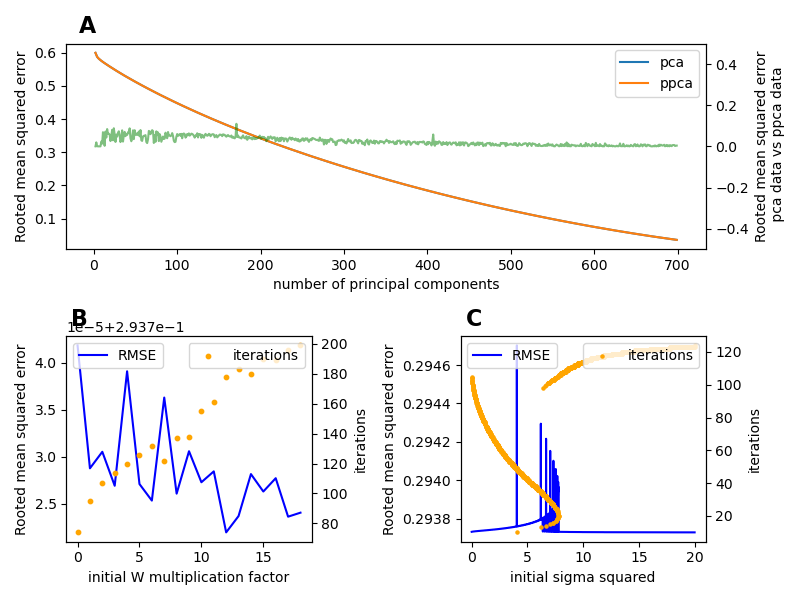 A
Rooted mean squared error
0.6
0.5
0.4
0.3
0.2
0.1
pca
ppca
0.4
0.2
0.0
−0.2
−0.4
Rooted mean squared error
pca data vs ppca data
0 100 200 300 400 500 600 700
number of principal components
B
1e−5+2.937e−1
Rooted mean squared error
4.0
3.5
3.0
2.5
RMSE
iterations
200
180
160
140
120
100
80
iterations
0 5 10 15
initial W multiplication factor
C
Rooted mean squared error
0.2946
0.2944
0.2942
0.2940
0.2938
RMSE
iterations
120
100
80
60
40
20
iterations
0 5 10 15 20
initial sigma squared